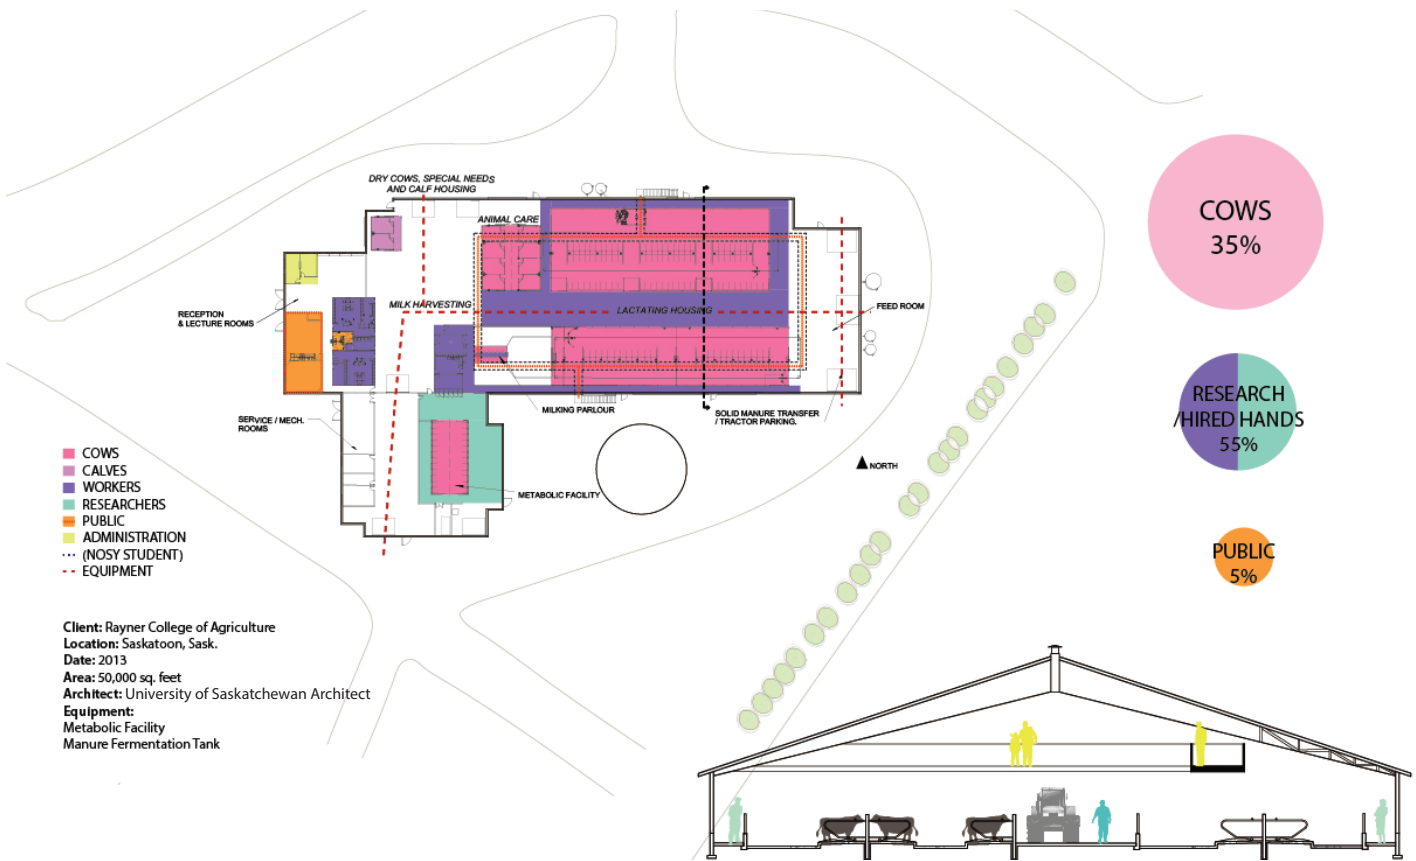 DRY COWS, SPECIAL NEEDS
AND CALF HOUSING
ANIMAL CARE
MILK HARVESTING
LACTATING HOUSING
FEED ROOM
RECEPTION
& LECTURE ROOMS
MILKING PARLOUR
SOLID MANURE TRANSFER
/ TRACTOR PARKING.
SERVICE / MECH.
ROOMS
METABOLIC FACILITY
NORTH
COWS
35%
RESEARCH
/HIRED HANDS
55%
PUBLIC
5%
COWS
CALVES
WORKERS
RESEARCHERS
PUBLIC
ADMINISTRATION
(NOSY STUDENT)
EQUIPMENT
Client: Rayner College of Agriculture
Location: Saskatoon, Sask.
Date: 2013
Area: 50,000 sq. feet
Architect: University of Saskatchewan Architect
Equipment:
Metabolic Facility
Manure Fermentation Tank